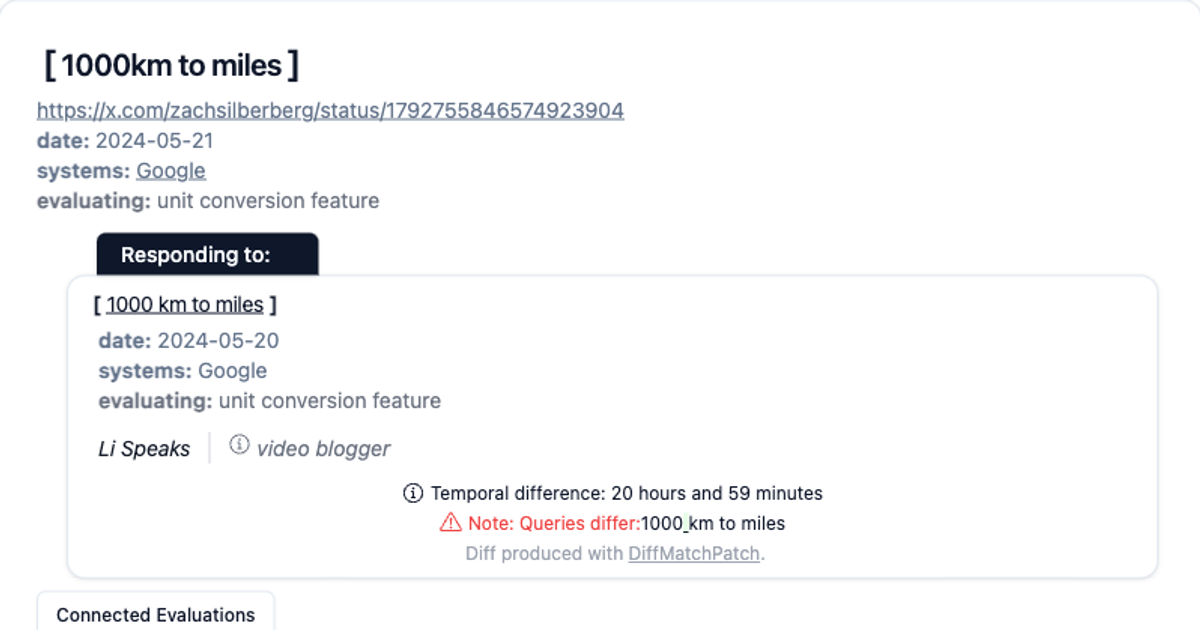 [ 1000km to miles ]
https://x.com/zachsilberberg/status/1792755846574923904
date: 2024-05-21
systems: Google
evaluating: unit conversion feature
Responding to:
[ 1000 km to miles ]
date: 2024-05-20
systems: Google
evaluating: unit conversion feature
Li Speaks | ⓘ video blogger
ⓘ Temporal difference: 20 hours and 59 minutes
⚠ Note: Queries differ:1000 km to miles
Diff produced with DiffMatchPatch.
Connected Evaluations